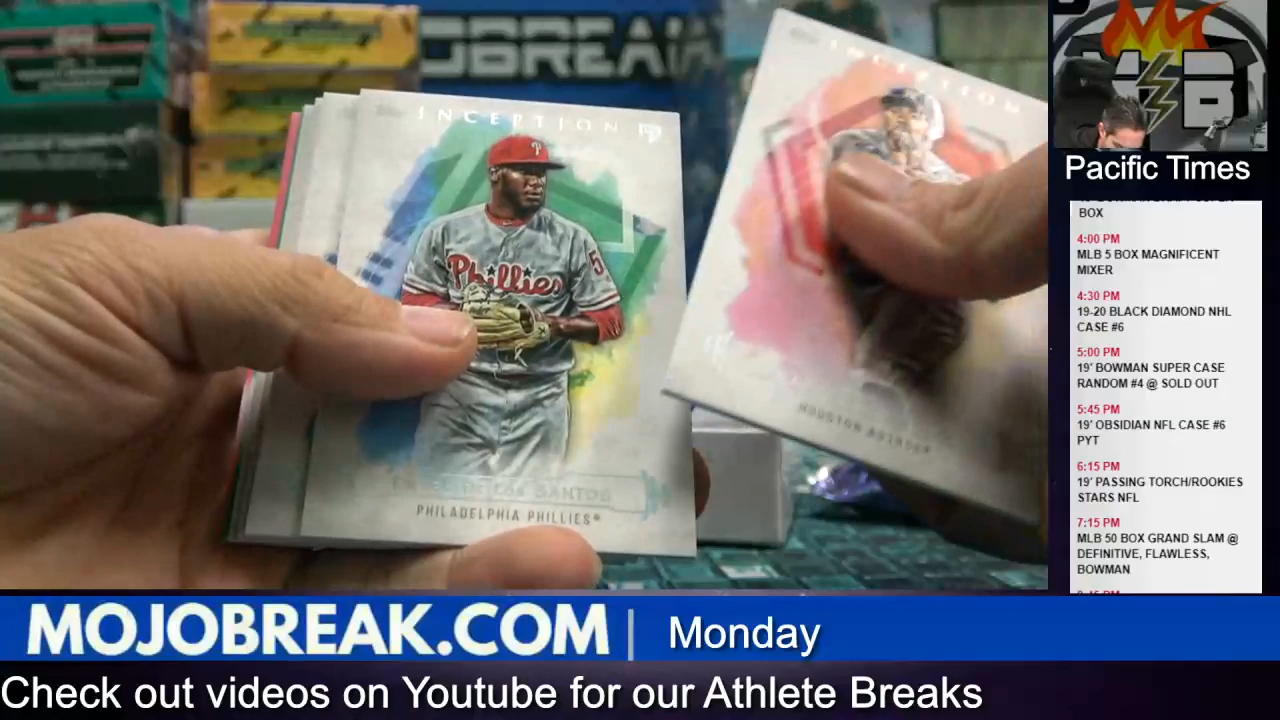 MOJOBREAK
INCEPTION
Phillies
P
5
SANTOS
PHILADELPHIA PHILLIES
INCEPTION
HOUSTON ASTROS
Pacific Times
BOX
4:00 PM
MLB 5 BOX MAGNIFICENT
MIXER
4:30 PM
19-20 BLACK DIAMOND NHL
CASE #6
5:00 PM
19' BOWMAN SUPER CASE
RANDOM #4 @ SOLD OUT
5:45 PM
19' OBSIDIAN NFL CASE #6
PYT
6:15 PM
19' PASSING TORCH/ROOKIES
STARS NFL
7:15 PM
MLB 50 BOX GRAND SLAM @
DEFINITIVE, FLAWLESS,
BOWMAN
MOJOBREAK.COM | Monday
Check out videos on Youtube for our Athlete Breaks